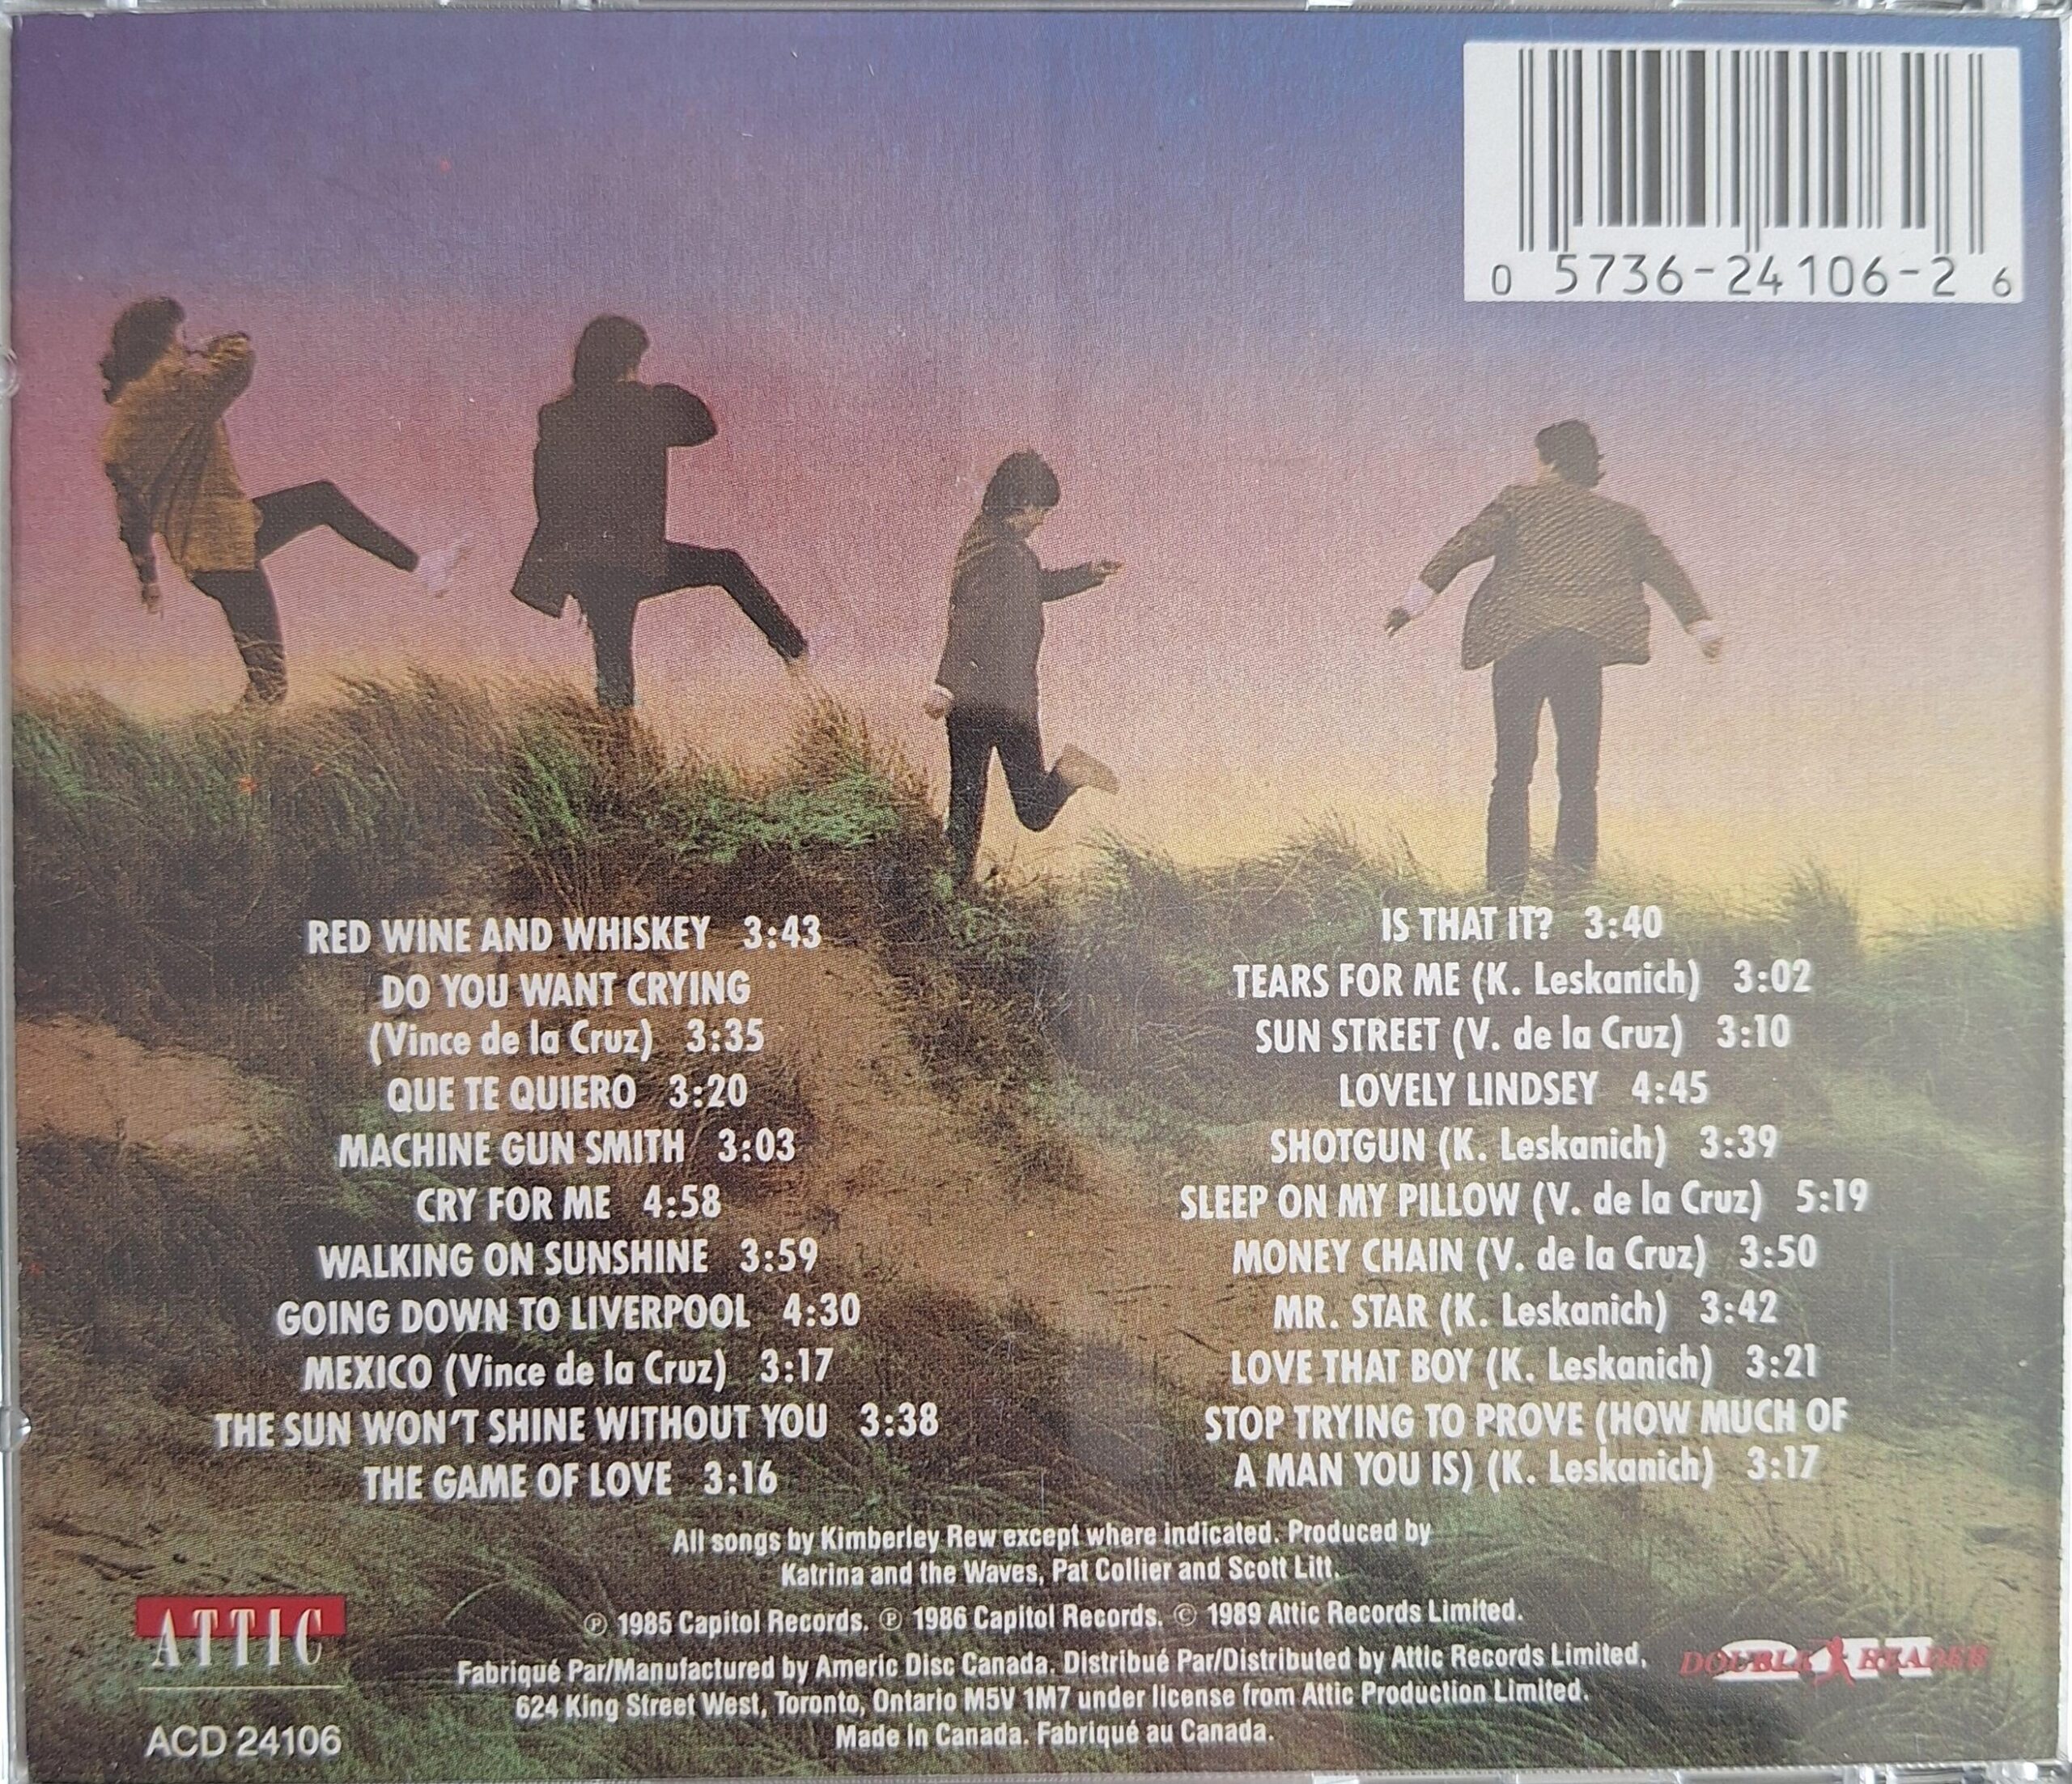 0 5736-24106-2 6
RED WINE AND WHISKEY 3:43
DO YOU WANT CRYING
(Vince de la Cruz) 3:35
QUE TE QUIERO 3:20
MACHINE GUN SMITH 3:03
CRY FOR ME 4:58
WALKING ON SUNSHINE 3:59
GOING DOWN TO LIVERPOOL 4:30
MEXICO (Vince de la Cruz) 3:17
THE SUN WON'T SHINE WITHOUT YOU 3:38
THE GAME OF LOVE 3:16
IS THAT IT? 3:40
TEARS FOR ME (K. Leskanich) 3:02
SUN STREET (V. de la Cruz) 3:10
LOVELY LINDSEY 4:45
SHOTGUN (K. Leskanich) 3:39
SLEEP ON MY PILLOW (V. de la Cruz) 5:19
MONEY CHAIN (V. de la Cruz) 3:50
MR. STAR (K. Leskanich) 3:42
LOVE THAT BOY (K. Leskanich) 3:21
STOP TRYING TO PROVE (HOW MUCH OF
A MAN YOU IS) (K. Leskanich) 3:17
All songs by Kimberley Rew except where indicated. Produced by
Katrina and the Waves, Pat Collier and Scott Litt.
℗ 1985 Capitol Records. ℗ 1986 Capitol Records. © 1989 Attic Records Limited.
Fabriqué Par/Manufactured by Americ Disc Canada. Distribué Par/Distributed by Attic Records Limited,
624 King Street West, Toronto, Ontario M5V 1M7 under license from Attic Production Limited.
Made in Canada. Fabriqué au Canada.
ATTIC
ACD 24106
DOUBLE HEADER